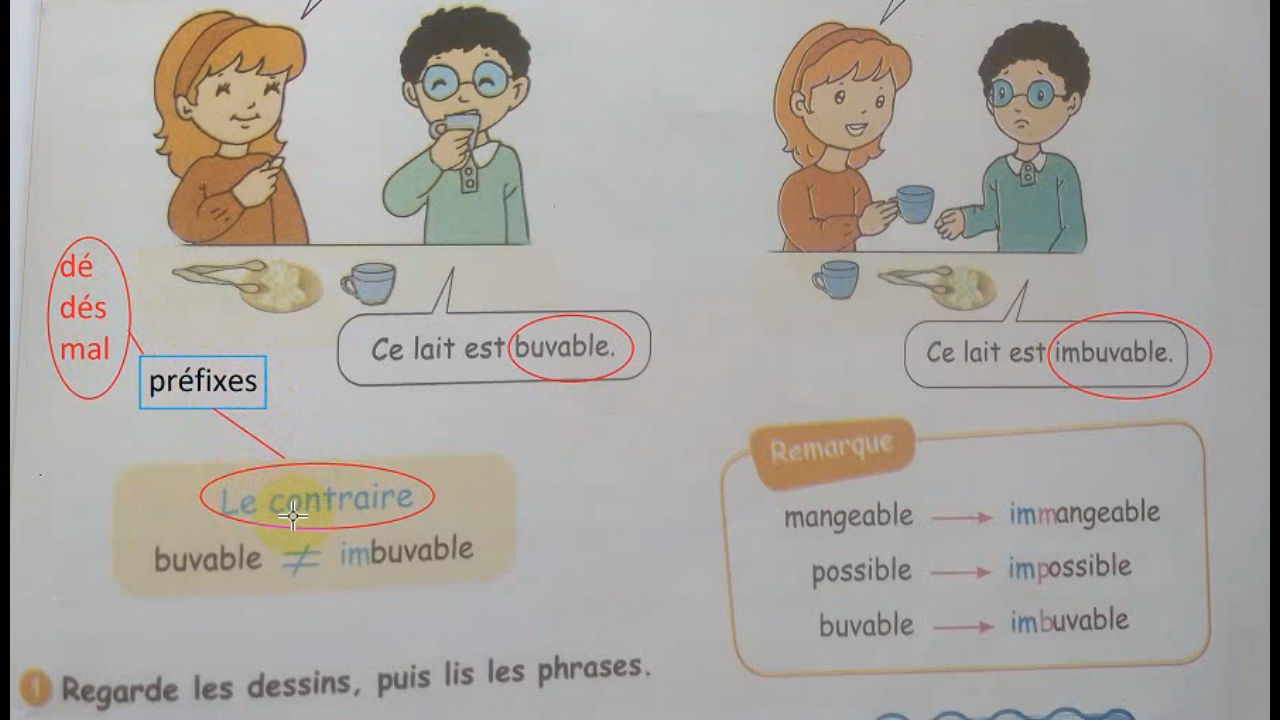 dé
dés
mal
préfixes
Ce lait est buvable.
Ce lait est imbuvable.
Le contraire
buvable ≠ imbuvable
Remarque
mangeable → immangeable
possible → impossible
buvable → imbuvable
1 Regarde les dessins, puis lis les phrases.